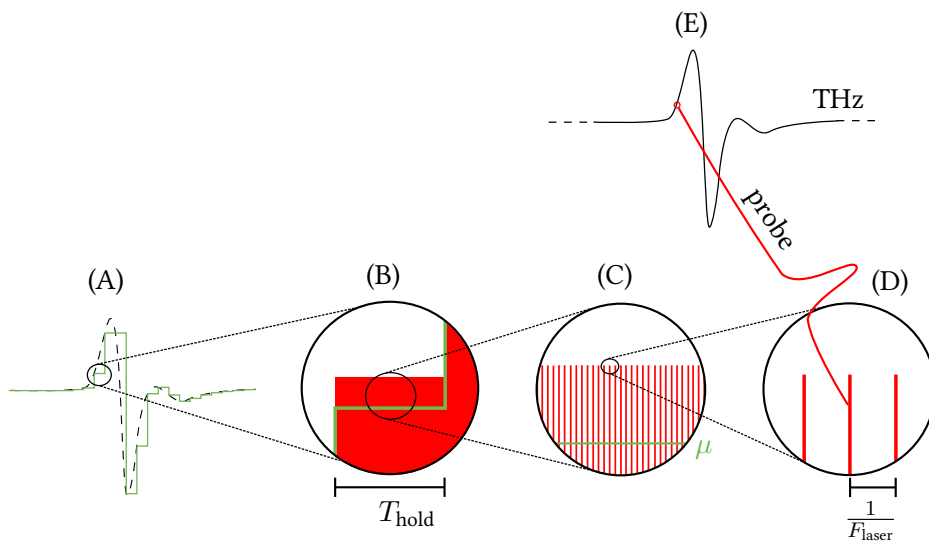 (E)
THz
probe
(A)
(B)
(C)
(D)
μ
T_hold
1/F_laser